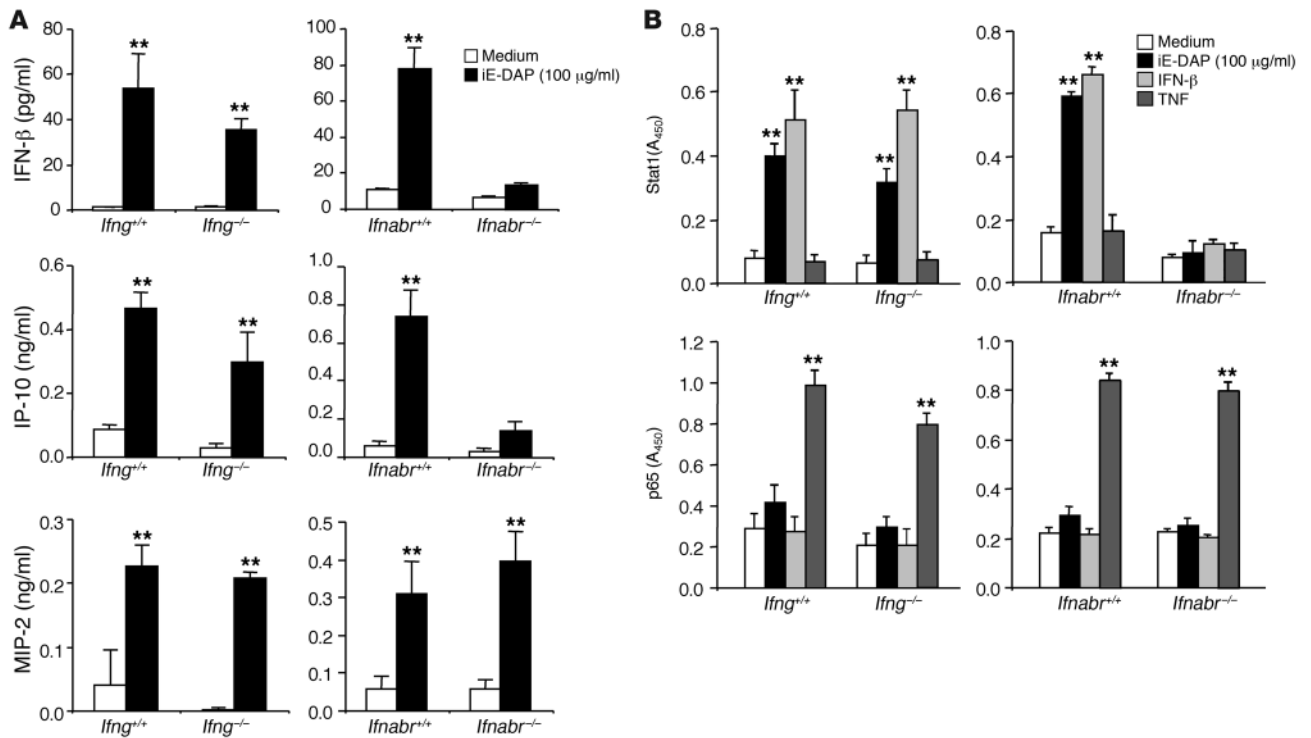 A
IFN-β (pg/ml)
80
60
40
20
0
**
**
Ifng+/+
Ifng−/−
100
80
60
40
20
0
**
Medium
iE-DAP (100 μg/ml)
Ifnabr+/+
Ifnabr−/−
IP-10 (ng/ml)
0.6
0.4
0.2
0.0
**
**
Ifng+/+
Ifng−/−
1.0
0.8
0.6
0.4
0.2
0.0
**
Ifnabr+/+
Ifnabr−/−
MIP-2 (ng/ml)
0.3
0.2
0.1
0.0
**
**
Ifng+/+
Ifng−/−
0.5
0.4
0.3
0.2
0.1
0.0
**
**
Ifnabr+/+
Ifnabr−/−
B
Stat1(A450)
0.8
0.6
0.4
0.2
0.0
**
**
**
**
Ifng+/+
Ifng−/−
0.8
0.6
0.4
0.2
0.0
**
**
Medium
iE-DAP (100 μg/ml)
IFN-β
TNF
Ifnabr+/+
Ifnabr−/−
p65 (A450)
1.2
1.0
0.8
0.6
0.4
0.2
0.0
**
**
Ifng+/+
Ifng−/−
1.0
0.8
0.6
0.4
0.2
0.0
**
**
Ifnabr+/+
Ifnabr−/−